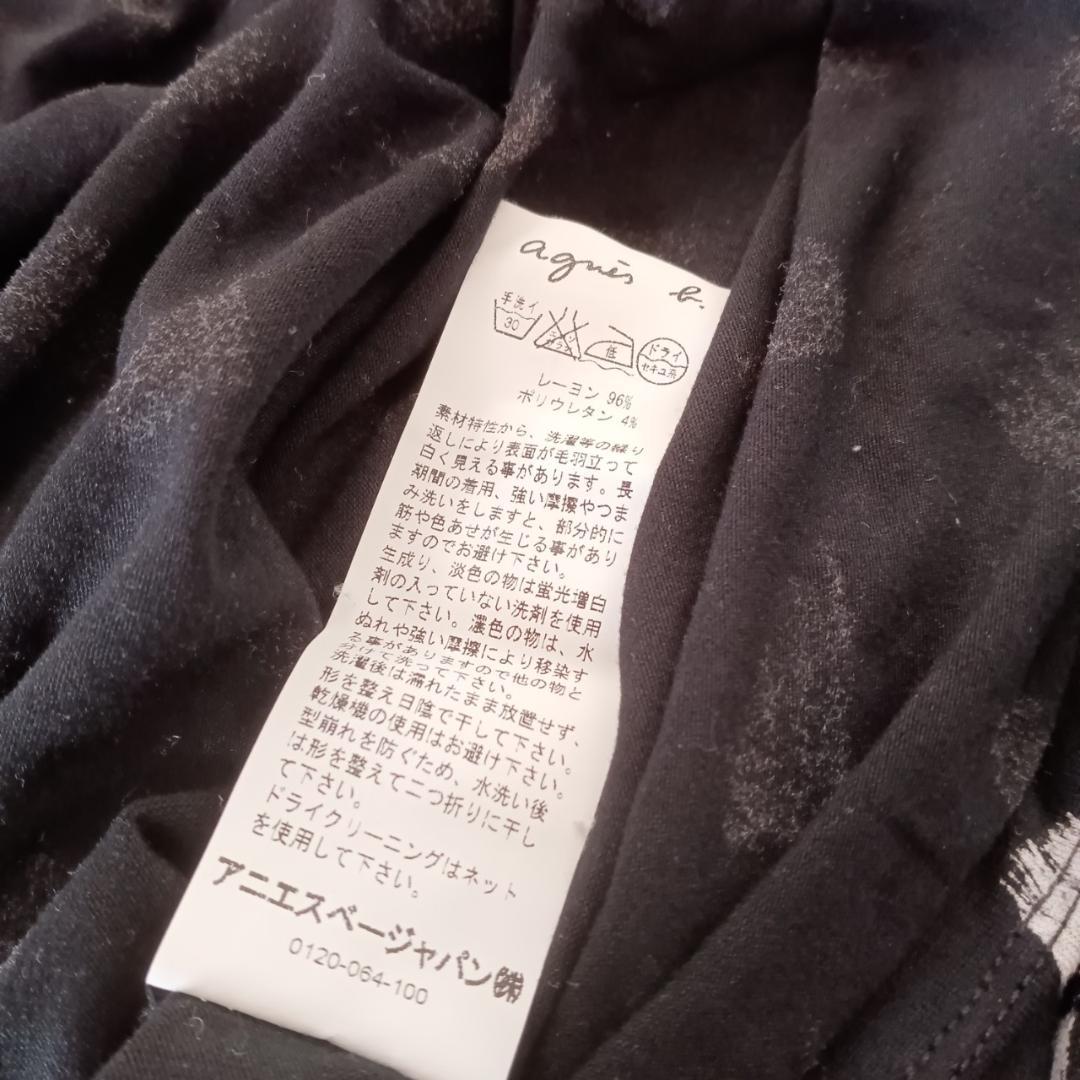 agnès b.
手洗イ
30
エンソ
サラシ
低
ドライ
セキユ系
レーヨン 96%
ポリウレタン 4%
素材特性から、洗濯等の繰り
返しにより表面が毛羽立って
白く見える事があります。長
期間の着用、強い摩擦やつま
み洗いをしますと、部分的に
筋や色あせが生じる事があり
ますのでお避け下さい。
生成り、淡色の物は蛍光増白
剤の入っていない洗剤を使用
して下さい。濃色の物は、水
ぬれや強い摩擦により移染す
る事がありますので他の物と
分けて洗って下さい。
洗濯後は濡れたまま放置せず、
形を整え日陰で干して下さい。
乾燥機の使用はお避け下さい。
型崩れを防ぐため、水洗い後
は形を整えて二つ折りに干し
て下さい。
ドライクリーニングはネット
を使用して下さい。
アニエスベージャパン㈱
0120-064-100